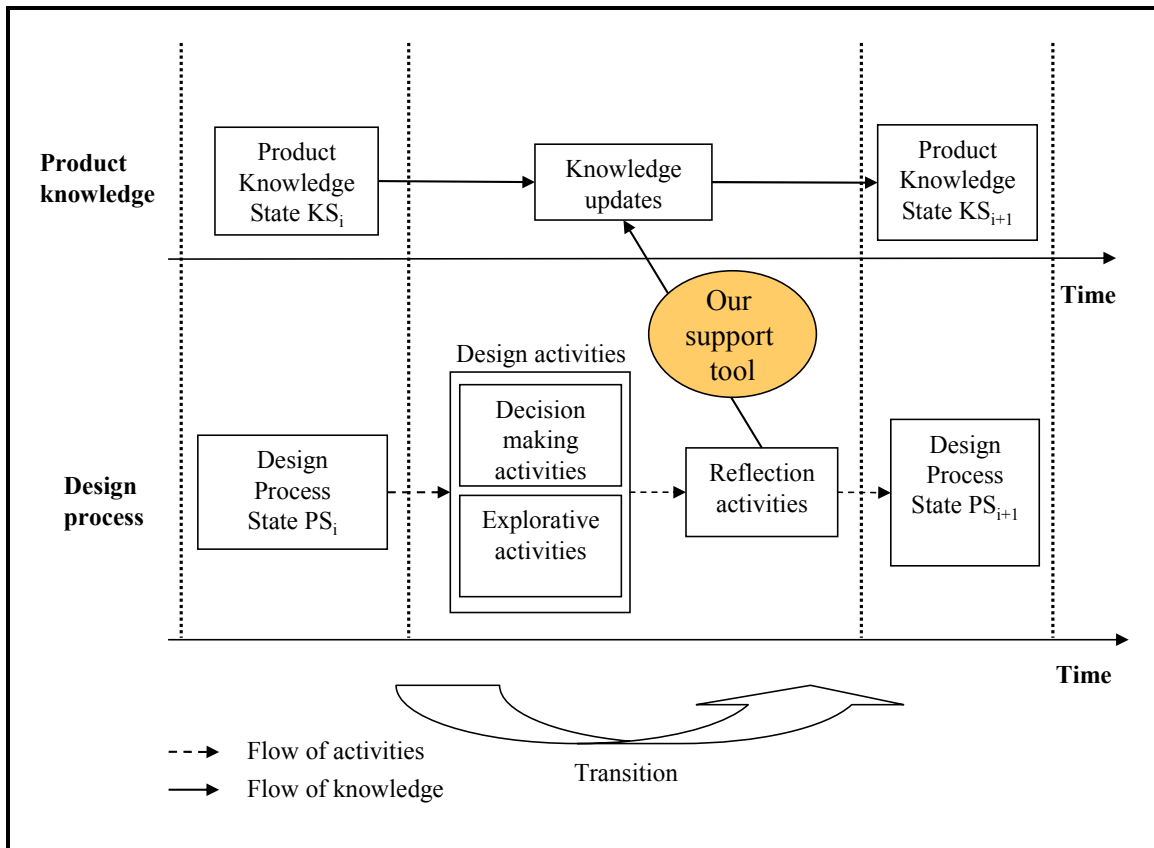 Product
knowledge
Product
Knowledge
State KSi
Knowledge
updates
Product
Knowledge
State KSi+1
Time
Our
support
tool
Design activities
Decision
making
activities
Explorative
activities
Design
process
Design
Process
State PSi
Reflection
activities
Design
Process
State PSi+1
Time
Flow of activities
Flow of knowledge
Transition